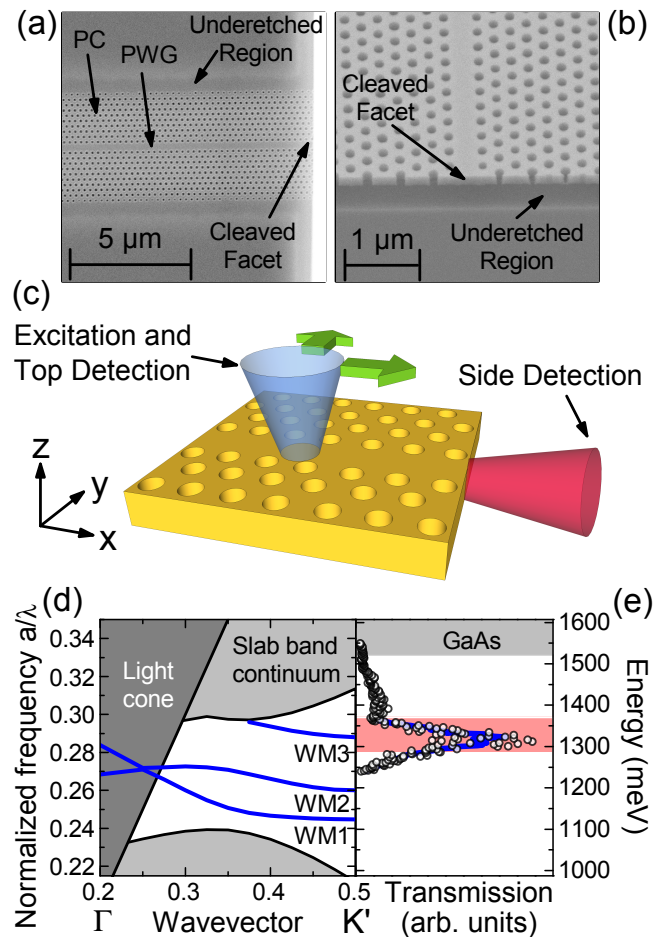 (a)
PC
PWG
Underetched
Region
Cleaved
Facet
5 μm
(b)
Cleaved
Facet
Underetched
Region
1 μm
(c)
Excitation and
Top Detection
Side Detection
z
y
x
(d)
Normalized frequency a/λ
0.34
0.32
0.30
0.28
0.26
0.24
0.22
Light
cone
Slab band
continuum
WM3
WM2
WM1
0.2
0.3
0.4
0.5
Γ
Wavevector
K'
(e)
GaAs
1600
1500
1400
1300
1200
1100
1000
Energy (meV)
Transmission
(arb. units)